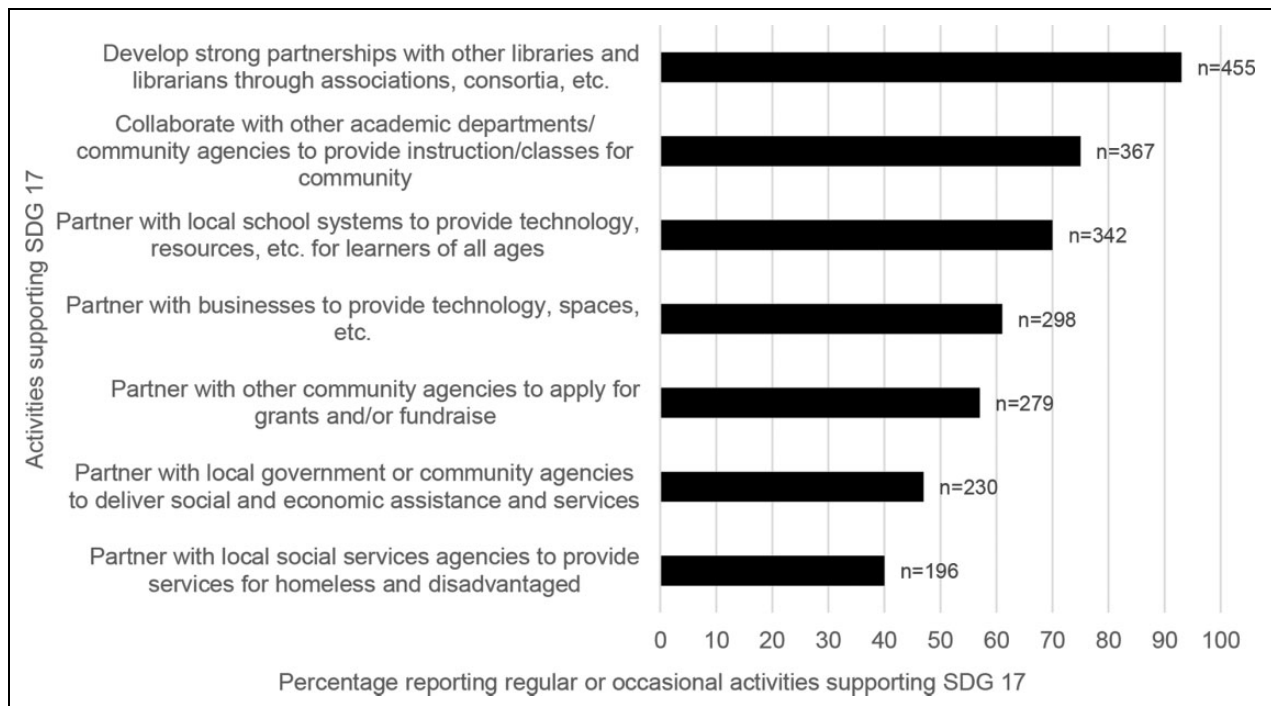 Activities supporting SDG 17
Develop strong partnerships with other libraries and
librarians through associations, consortia, etc.
n=455
Collaborate with other academic departments/
community agencies to provide instruction/classes for
community
n=367
Partner with local school systems to provide technology,
resources, etc. for learners of all ages
n=342
Partner with businesses to provide technology, spaces,
etc.
n=298
Partner with other community agencies to apply for
grants and/or fundraise
n=279
Partner with local government or community agencies
to deliver social and economic assistance and services
n=230
Partner with local social services agencies to provide
services for homeless and disadvantaged
n=196
0 10 20 30 40 50 60 70 80 90 100
Percentage reporting regular or occasional activities supporting SDG 17